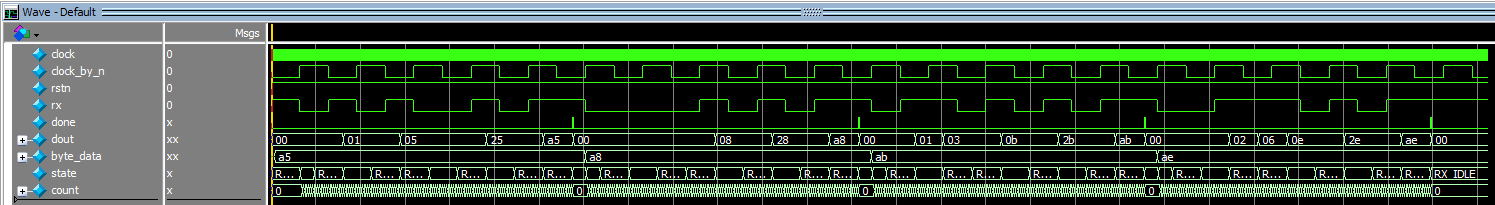 Wave - Default
Msgs
clock 0
clock_by_n 0
rstn 0
rx 0
done x
dout xx 00 01 05 25 a5 00 08 28 a8 00 01 03 0b 2b ab 00 02 06 0e 2e ae 00
byte_data xx a5 a8 ab ae
state x R... R... R... R... R... R... R... R... R... R... R... R... R... R... R... R... R... R... R... R... R... R... R... R... R... R... RX_IDLE
count x 0 0 0 0 0